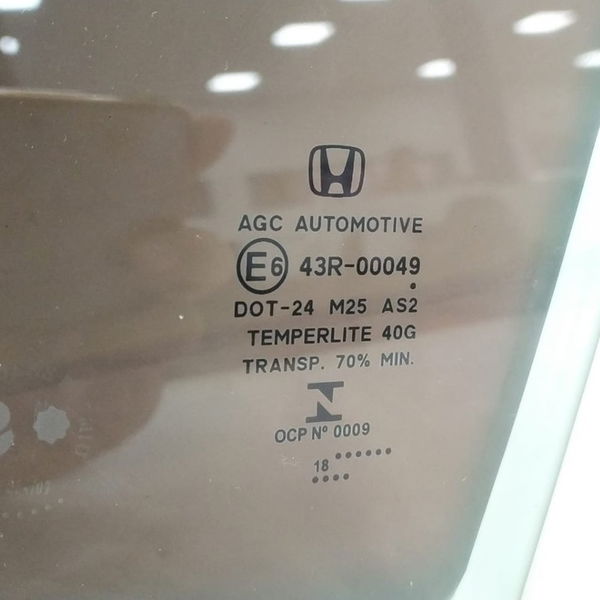 AGC AUTOMOTIVE
E6 43R-00049
DOT-24 M25 AS2
TEMPERLITE 40G
TRANSP. 70% MIN.
OCP Nº 0009
18